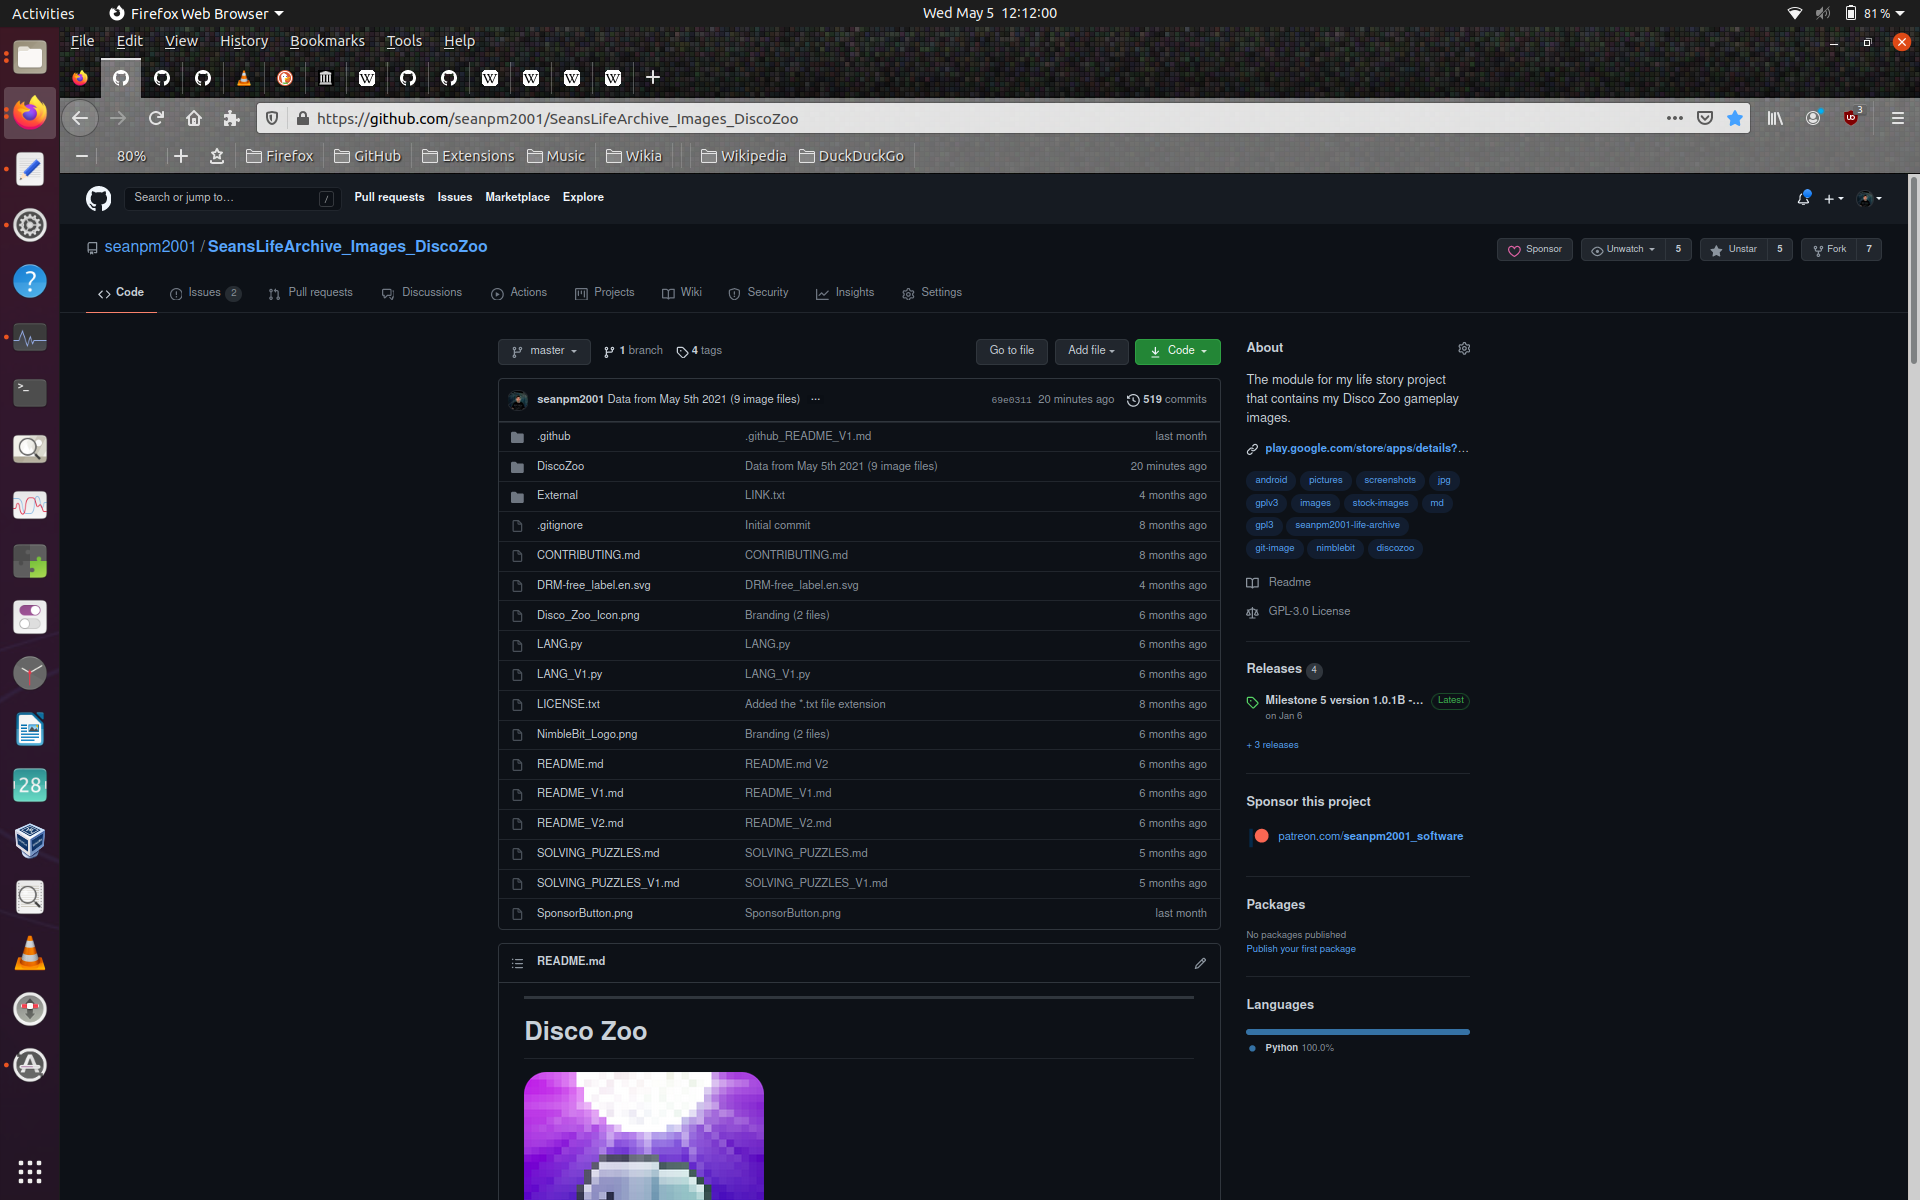 Activities Firefox Web Browser Wed May 5 12:12:00 81 %
File Edit View History Bookmarks Tools Help
https://github.com/seanpm2001/SeansLifeArchive_Images_DiscoZoo 3
80% Firefox GitHub Extensions Music Wikia Wikipedia DuckDuckGo
Search or jump to… / Pull requests Issues Marketplace Explore
seanpm2001 / SeansLifeArchive_Images_DiscoZoo Sponsor Unwatch 5 Unstar 5 Fork 7
Code Issues 2 Pull requests Discussions Actions Projects Wiki Security Insights Settings
master 1 branch 4 tags Go to file Add file Code
seanpm2001 Data from May 5th 2021 (9 image files) ... 69e0311 20 minutes ago 519 commits
.github .github_README_V1.md last month
DiscoZoo Data from May 5th 2021 (9 image files) 20 minutes ago
External LINK.txt 4 months ago
.gitignore Initial commit 8 months ago
CONTRIBUTING.md CONTRIBUTING.md 8 months ago
DRM-free_label.en.svg DRM-free_label.en.svg 4 months ago
Disco_Zoo_Icon.png Branding (2 files) 6 months ago
LANG.py LANG.py 6 months ago
LANG_V1.py LANG_V1.py 6 months ago
LICENSE.txt Added the *.txt file extension 8 months ago
NimbleBit_Logo.png Branding (2 files) 6 months ago
README.md README.md V2 6 months ago
README_V1.md README_V1.md 6 months ago
README_V2.md README_V2.md 6 months ago
SOLVING_PUZZLES.md SOLVING_PUZZLES.md 5 months ago
SOLVING_PUZZLES_V1.md SOLVING_PUZZLES_V1.md 5 months ago
SponsorButton.png SponsorButton.png last month
README.md
Disco Zoo
About
The module for my life story project
that contains my Disco Zoo gameplay
images.
play.google.com/store/apps/details?...
android pictures screenshots jpg
gplv3 images stock-images md
gpl3 seanpm2001-life-archive
git-image nimblebit discozoo
Readme
GPL-3.0 License
Releases 4
Milestone 5 version 1.0.1B -... Latest
on Jan 6
+ 3 releases
Sponsor this project
patreon.com/seanpm2001_software
Packages
No packages published
Publish your first package
Languages
Python 100.0%
28